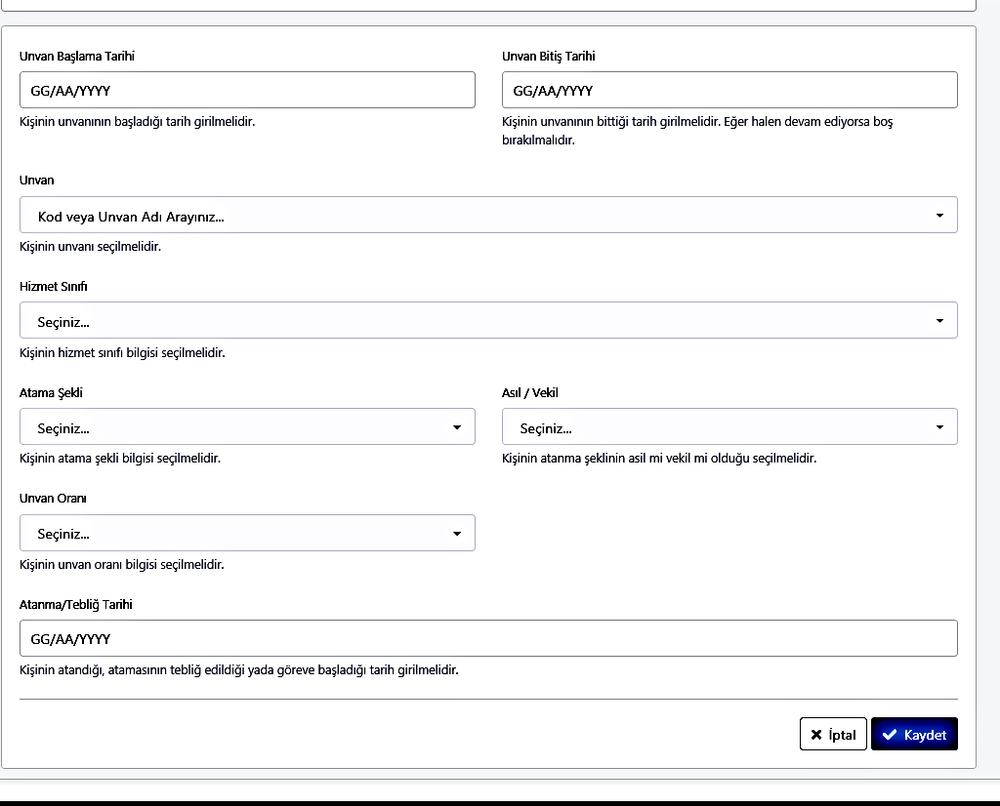 Unvan Başlama Tarihi
Unvan Bitiş Tarihi
GG/AA/YYYY
GG/AA/YYYY
Kişinin unvanının başladığı tarih girilmelidir.
Kişinin unvanının bittiği tarih girilmelidir. Eğer halen devam ediyorsa boş
bırakılmalıdır.
Unvan
Kod veya Unvan Adı Arayınız...
Kişinin unvanı seçilmelidir.
Hizmet Sınıfı
Seçiniz...
Kişinin hizmet sınıfı bilgisi seçilmelidir.
Atama Şekli
Asıl / Vekil
Seçiniz...
Seçiniz...
Kişinin atama şekli bilgisi seçilmelidir.
Kişinin atanma şeklinin asil mi vekil mi olduğu seçilmelidir.
Unvan Oranı
Seçiniz...
Kişinin unvan oranı bilgisi seçilmelidir.
Atanma/Tebliğ Tarihi
GG/AA/YYYY
Kişinin atandığı, atamasının tebliğ edildiği yada göreve başladığı tarih girilmelidir.
İptal
Kaydet